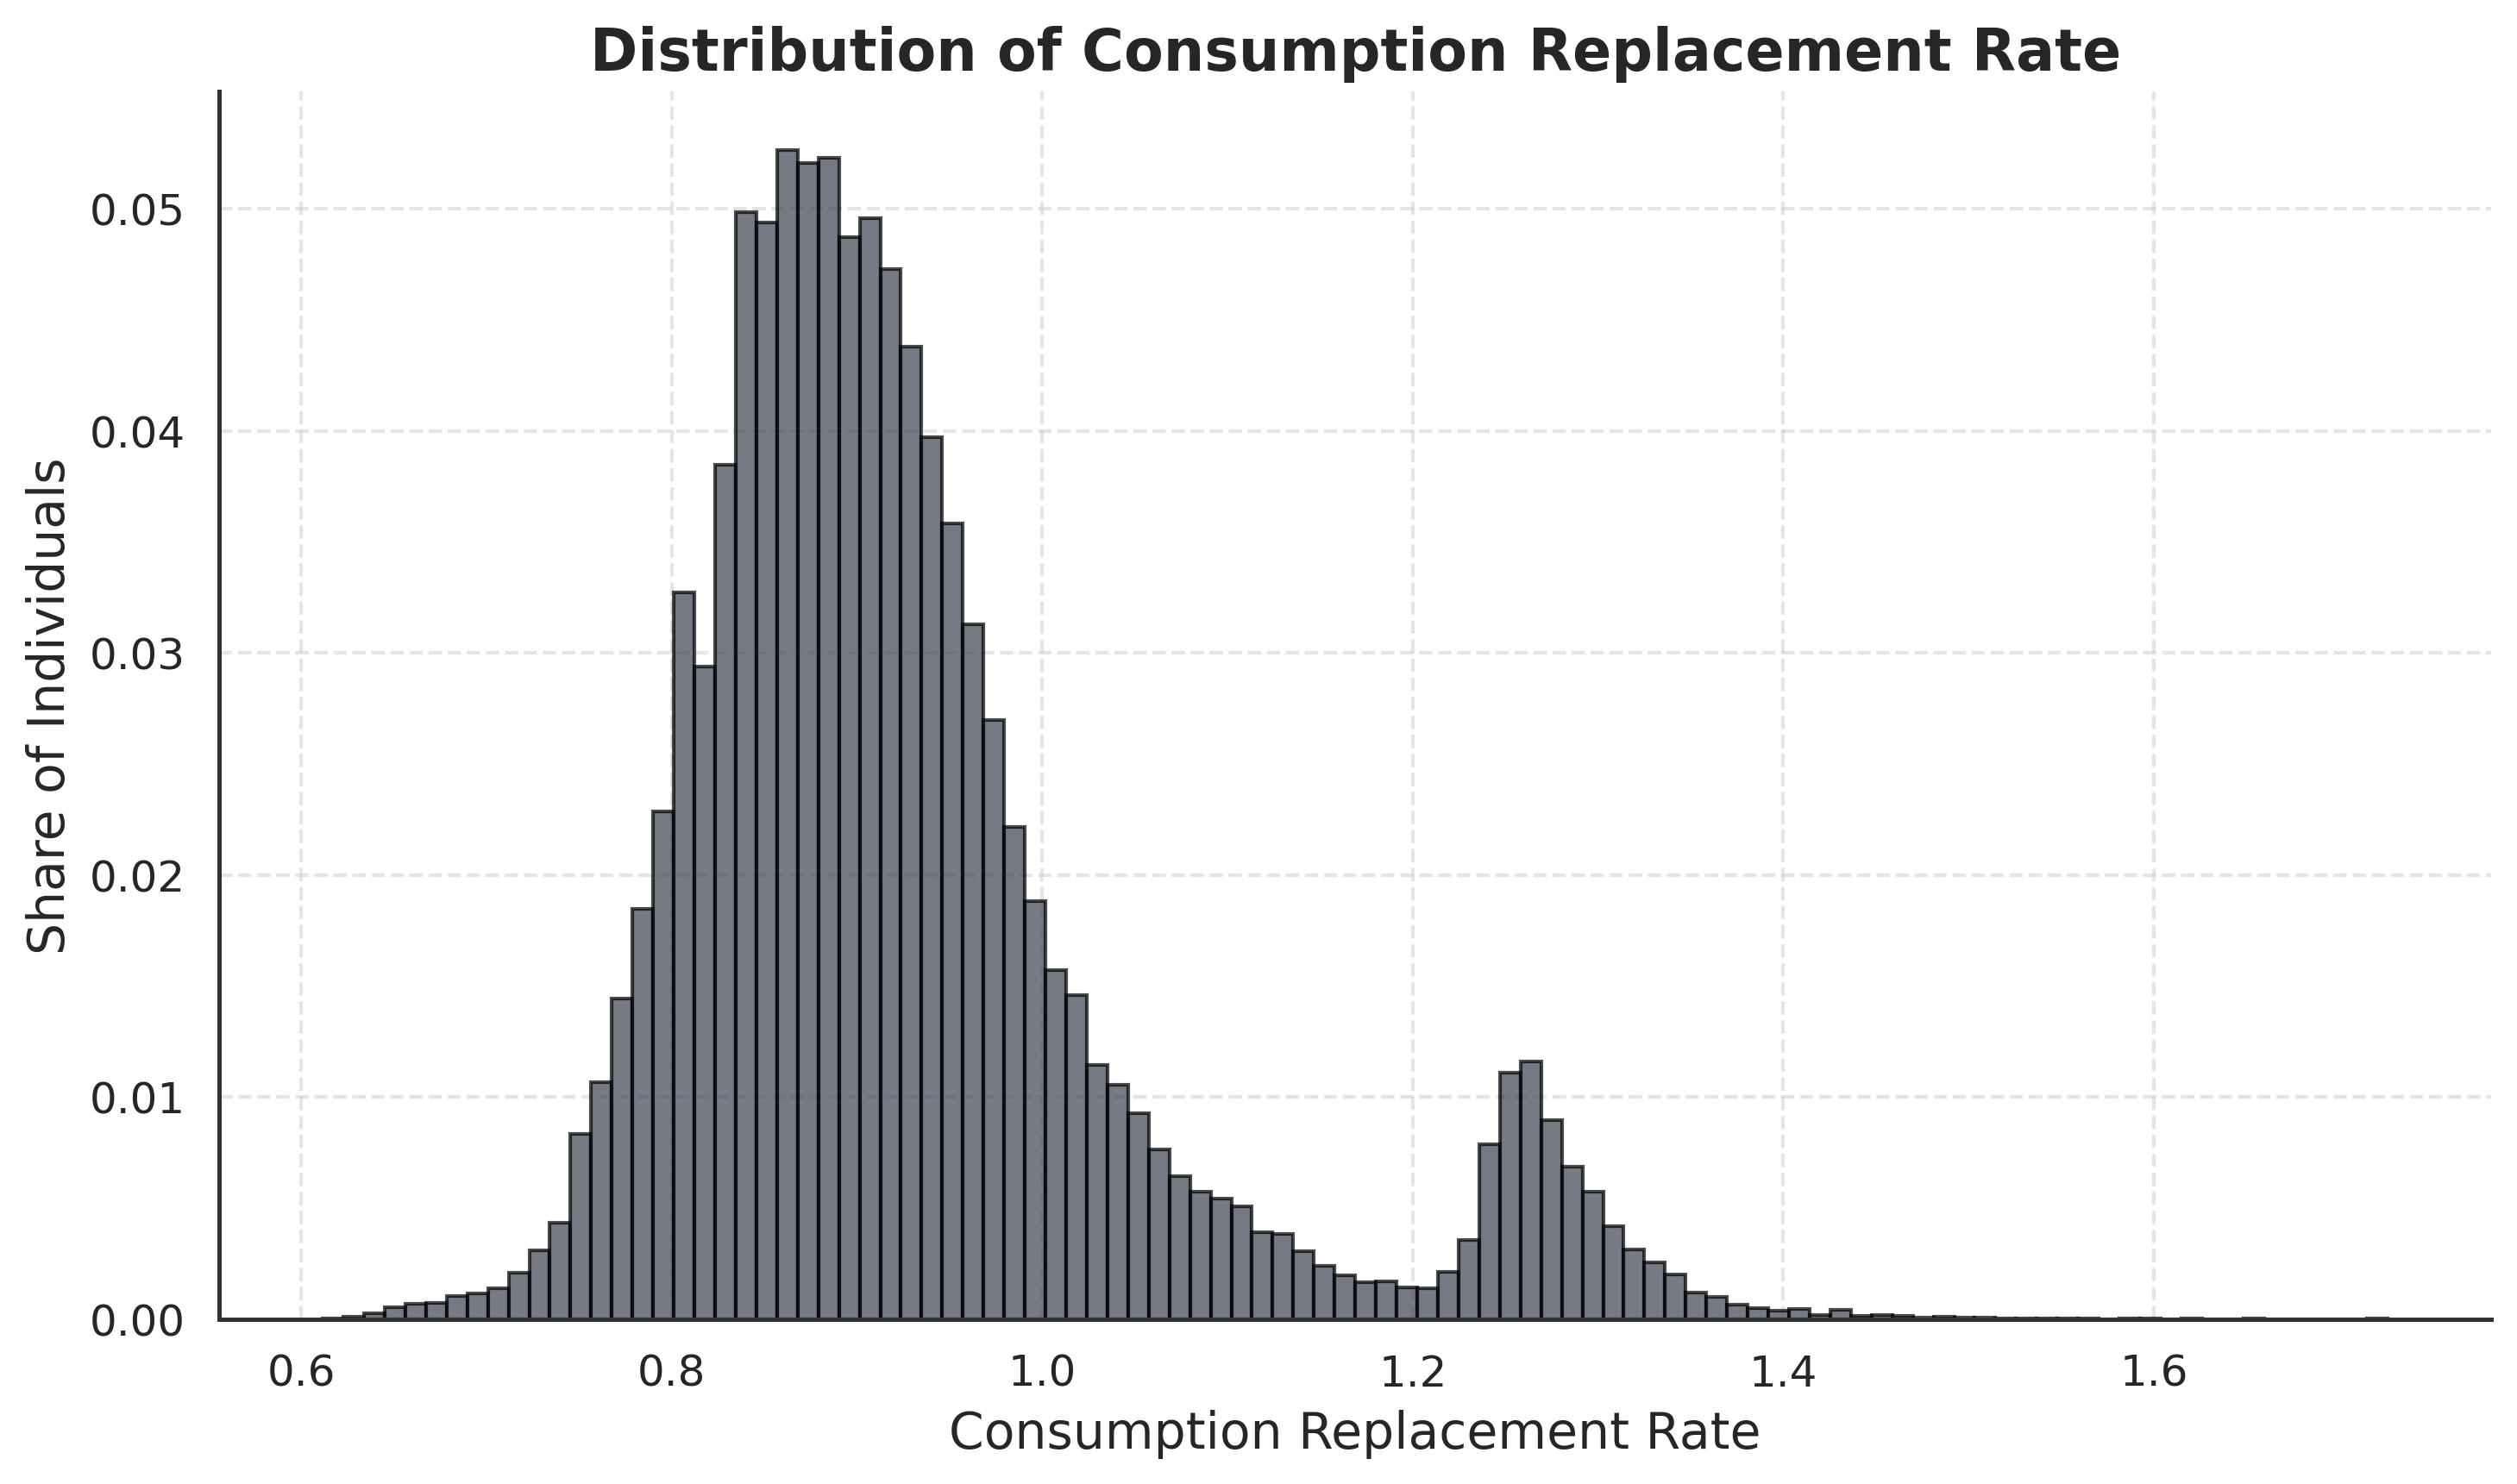 Distribution of Consumption Replacement Rate
Share of Individuals
0.05
0.04
0.03
0.02
0.01
0.00
0.6 0.8 1.0 1.2 1.4 1.6
Consumption Replacement Rate